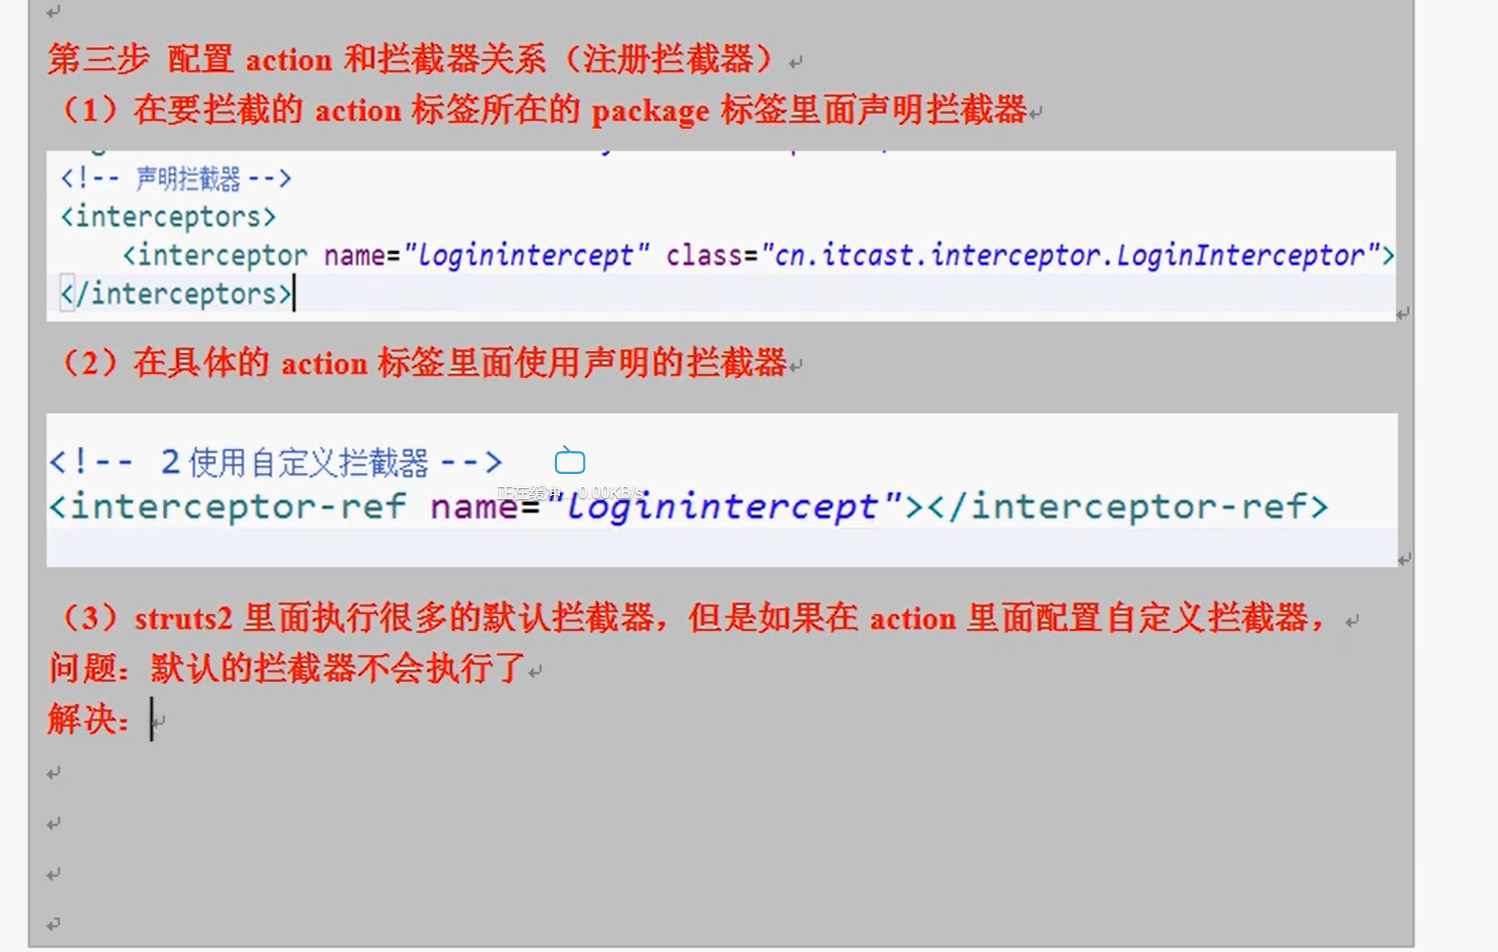 第三步 配置 action 和拦截器关系（注册拦截器）
（1）在要拦截的 action 标签所在的 package 标签里面声明拦截器
<!-- 声明拦截器 -->
<interceptors>
<interceptor name="loginintercept" class="cn.itcast.interceptor.LoginInterceptor">
</interceptors>
（2）在具体的 action 标签里面使用声明的拦截器
<!-- 2 使用自定义拦截器 -->
正在缓冲... 0.00KB/s
<interceptor-ref name="loginintercept"></interceptor-ref>
（3）struts2 里面执行很多的默认拦截器，但是如果在 action 里面配置自定义拦截器，
问题：默认的拦截器不会执行了
解决：